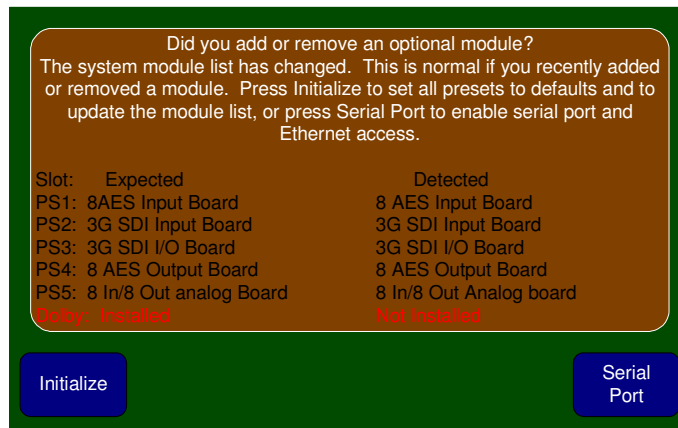 Did you add or remove an optional module?
The system module list has changed. This is normal if you recently added
or removed a module. Press Initialize to set all presets to defaults and to
update the module list, or press Serial Port to enable serial port and
Ethernet access.
Slot: Expected Detected
PS1: 8AES Input Board 8 AES Input Board
PS2: 3G SDI Input Board 3G SDI Input Board
PS3: 3G SDI I/O Board 3G SDI I/O Board
PS4: 8 AES Output Board 8 AES Output Board
PS5: 8 In/8 Out analog Board 8 In/8 Out Analog board
Dolby: Installed Not Installed
Initialize
Serial
Port